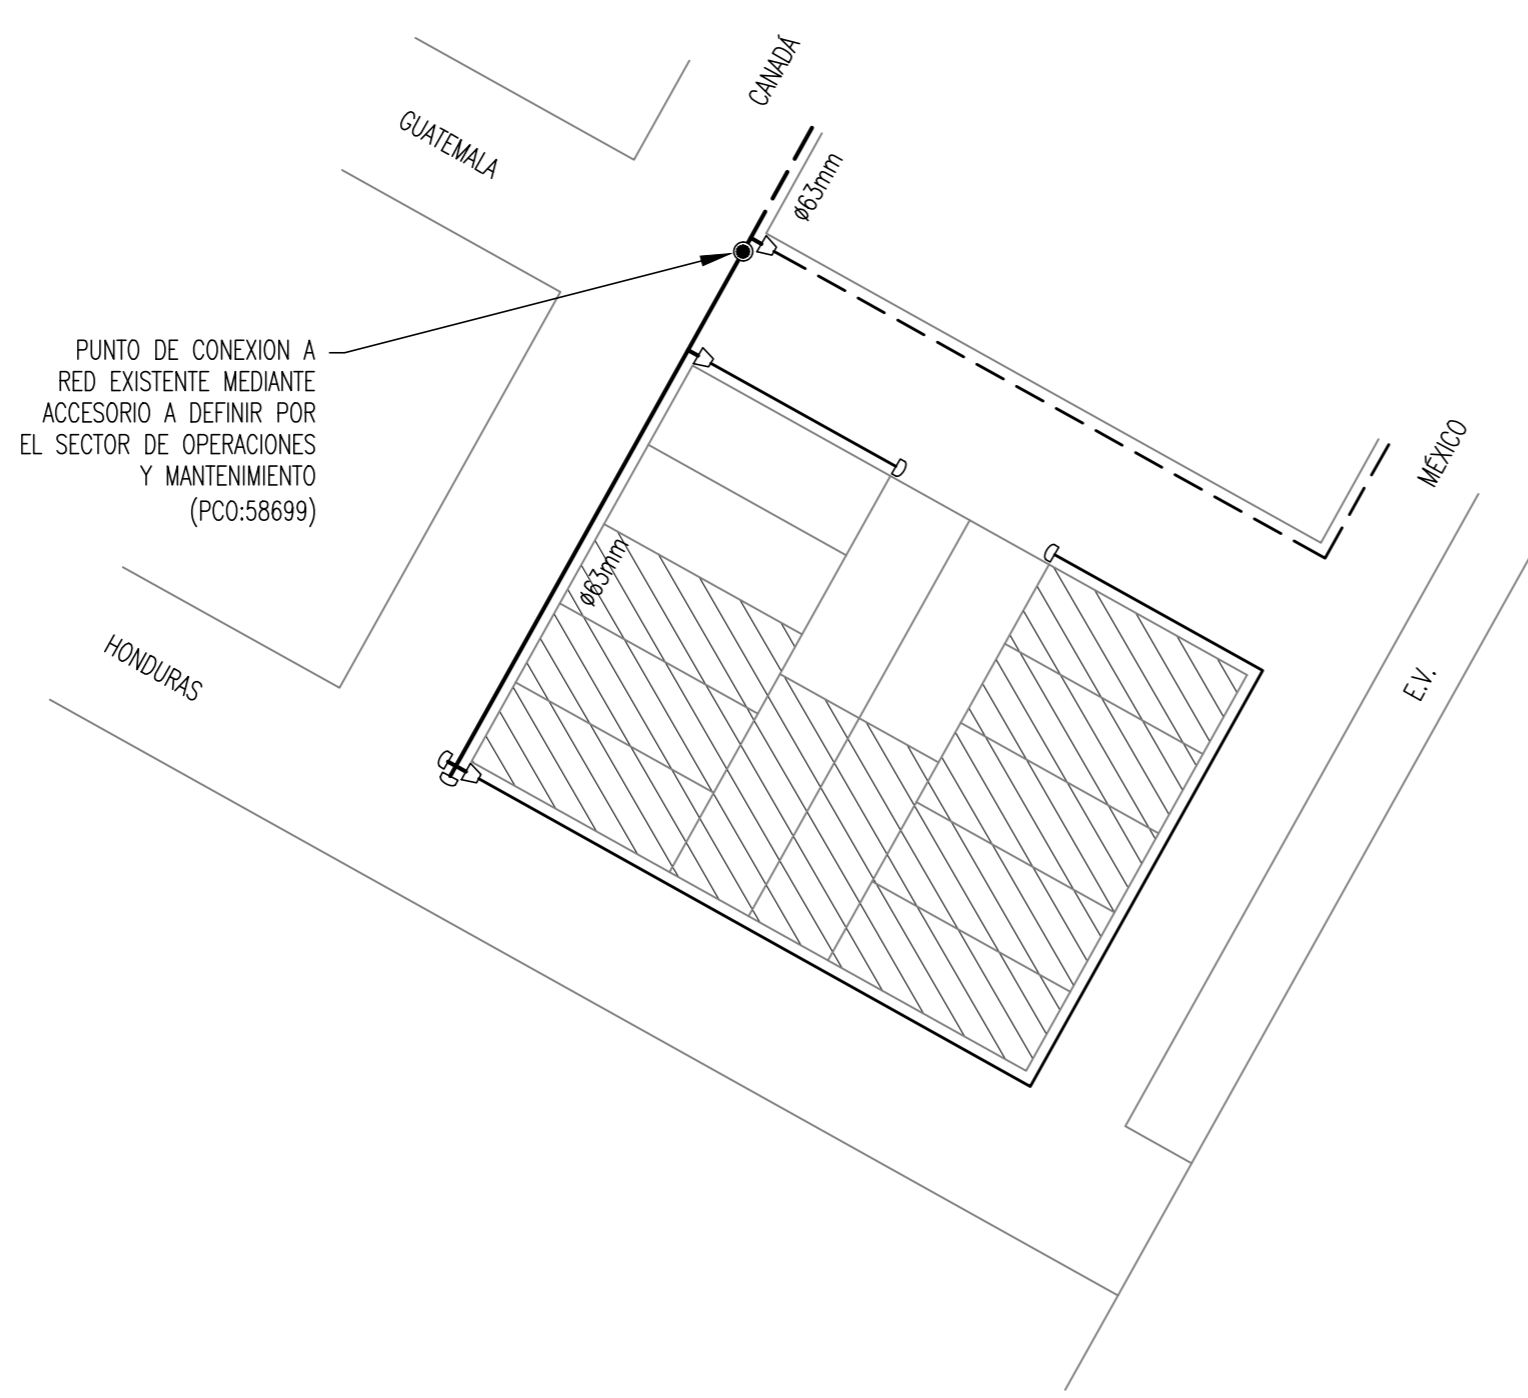 CANADÁ
GUATEMALA
ø63mm
PUNTO DE CONEXION A
RED EXISTENTE MEDIANTE
ACCESORIO A DEFINIR POR
EL SECTOR DE OPERACIONES
Y MANTENIMIENTO
(PCO:58699)
MÉXICO
ø63mm
HONDURAS
E.V.